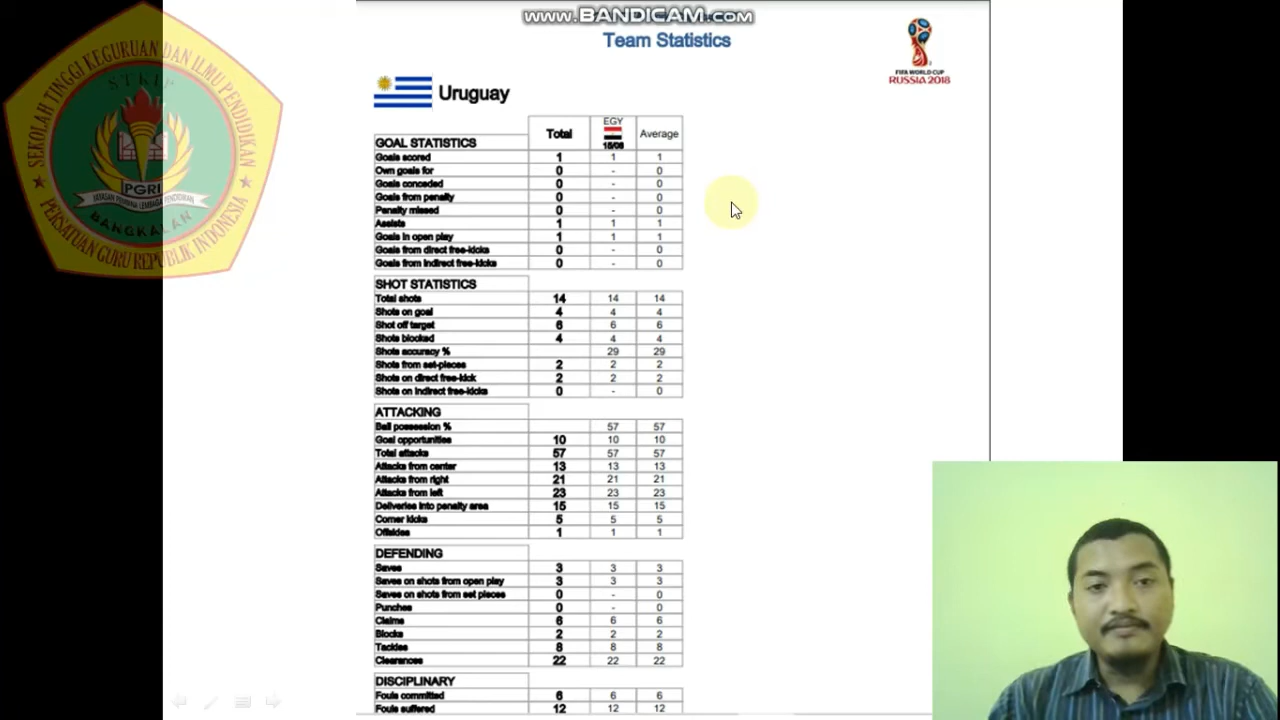 www.BANDICAM.com
Team Statistics
FIFA WORLD CUP
RUSSIA 2018
SEKOLAH TINGGI KEGURUAN DAN ILMU PENDIDIKAN
STKIP
PGRI
YAYASAN PEMBINA LEMBAGA PENDIDIKAN
BANGKALAN
PERSATUAN GURU REPUBLIK INDONESIA
Uruguay
Total EGY 15/06 Average
GOAL STATISTICS
Goals scored 1 1 1
Own goals for 0 - 0
Goals conceded 0 - 0
Goals from penalty 0 - 0
Penalty missed 0 - 0
Assists 1 1 1
Goals in open play 1 1 1
Goals from direct free-kicks 0 - 0
Goals from indirect free-kicks 0 - 0
SHOT STATISTICS
Total shots 14 14 14
Shots on goal 4 4 4
Shot off target 6 6 6
Shots blocked 4 4 4
Shots accuracy % 29 29
Shots from set-pieces 2 2 2
Shots on direct free-kick 2 2 2
Shots on indirect free-kicks 0 - 0
ATTACKING
Ball possession % 57 57
Goal opportunities 10 10 10
Total attacks 57 57 57
Attacks from center 13 13 13
Attacks from right 21 21 21
Attacks from left 23 23 23
Deliveries into penalty area 15 15 15
Corner kicks 5 5 5
Offsides 1 1 1
DEFENDING
Saves 3 3 3
Saves on shots from open play 3 3 3
Saves on shots from set pieces 0 - 0
Punches 0 - 0
Claims 6 6 6
Blocks 2 2 2
Tackles 8 8 8
Clearances 22 22 22
DISCIPLINARY
Fouls committed 6 6 6
Fouls suffered 12 12 12